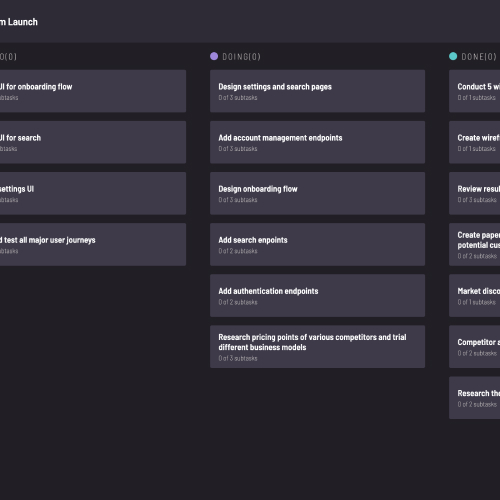 m Launch
O(0)
UI for onboarding flow
btasks
UI for search
btasks
settings UI
btasks
d test all major user journeys
btasks
DOING(0)
Design settings and search pages
0 of 3 subtasks
Add account management endpoints
0 of 3 subtasks
Design onboarding flow
0 of 3 subtasks
Add search enpoints
0 of 2 subtasks
Add authentication endpoints
0 of 2 subtasks
Research pricing points of various competitors and trial
different business models
0 of 3 subtasks
DONE(0)
Conduct 5 wi
0 of 1 subtasks
Create wirefr
0 of 1 subtasks
Review resul
0 of 3 subtasks
Create paper
potential cus
0 of 2 subtasks
Market disco
0 of 1 subtasks
Competitor a
0 of 2 subtasks
Research the
0 of 2 subtasks